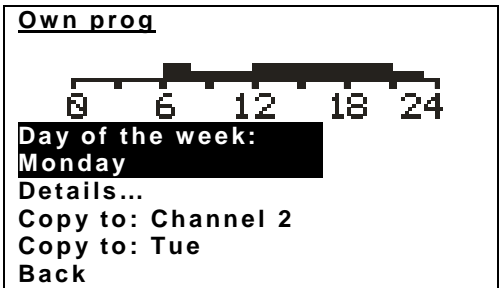 Own prog
0 6 12 18 24
Day of the week:
Monday
Details...
Copy to: Channel 2
Copy to: Tue
Back